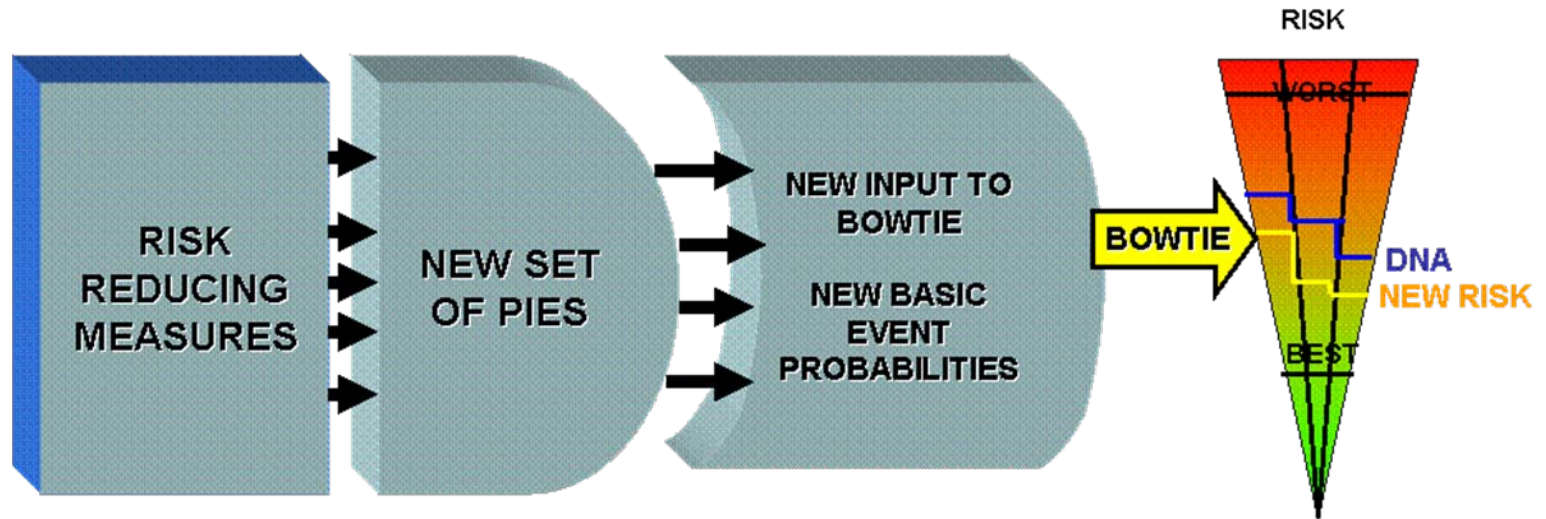 RISK
REDUCING
MEASURES
NEW SET
OF PIES
NEW INPUT TO
BOWTIE
NEW BASIC
EVENT
PROBABILITIES
BOWTIE
RISK
WORST
DNA
NEW RISK
BEST